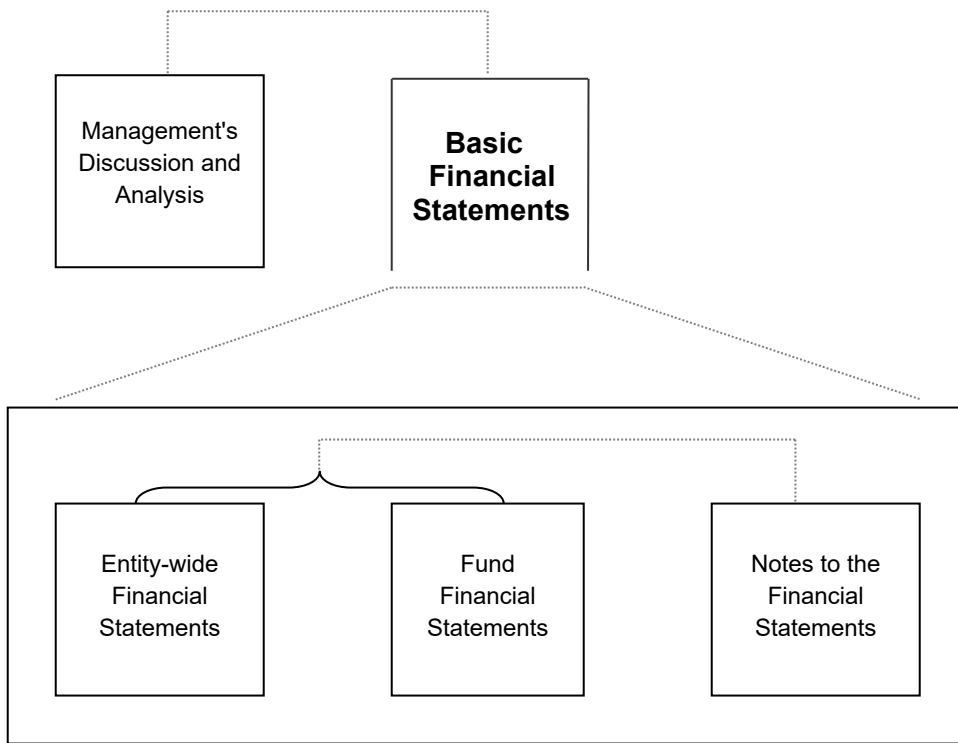 Management's
Discussion and
Analysis
Basic
Financial
Statements
Entity-wide
Financial
Statements
Fund
Financial
Statements
Notes to the
Financial
Statements